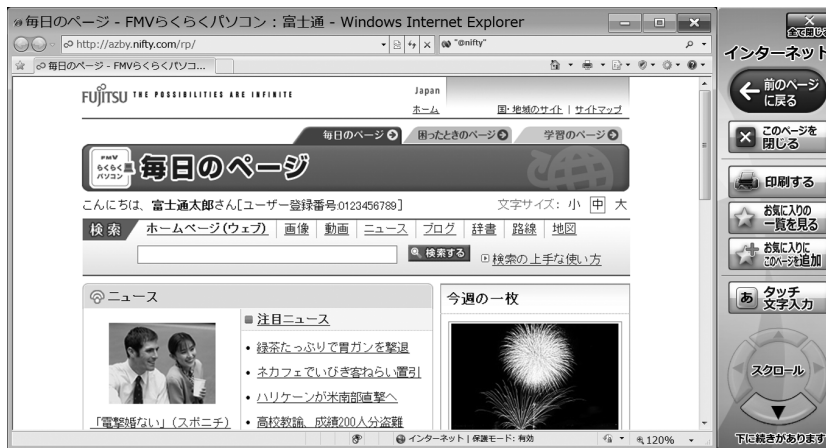 毎日のページ - FMVらくらくパソコン : 富士通 - Windows Internet Explorer
http://azby.nifty.com/rp/
"@nifty"
毎日のページ - FMVらくらくパソコ...
FUJITSU THE POSSIBILITIES ARE INFINITE
Japan
ホーム
国・地域のサイト | サイトマップ
毎日のページ
困ったときのページ
学習のページ
FMV らくらく パソコン
毎日のページ
こんにちは、富士通太郎さん[ユーザー登録番号:0123456789]
文字サイズ: 小 中 大
検索
ホームページ(ウェブ) | 画像 | 動画 | ニュース | ブログ | 辞書 | 路線 | 地図
検索する
検索の上手な使い方
ニュース
注目ニュース
・緑茶たっぷりで胃ガンを撃退
・ネカフェでいびき客ねらい置引
・ハリケーンが米南部直撃へ
・高校教諭、成績200人分盗難
「電撃婚ない」(スポニチ)
今週の一枚
インターネット | 保護モード: 有効
120%
全て閉じる
インターネット
前のページに戻る
このページを
閉じる
印刷する
お気に入りの
一覧を見る
お気に入りに
このページを追加
あ
タッチ
文字入力
スクロール
下に続きがあります